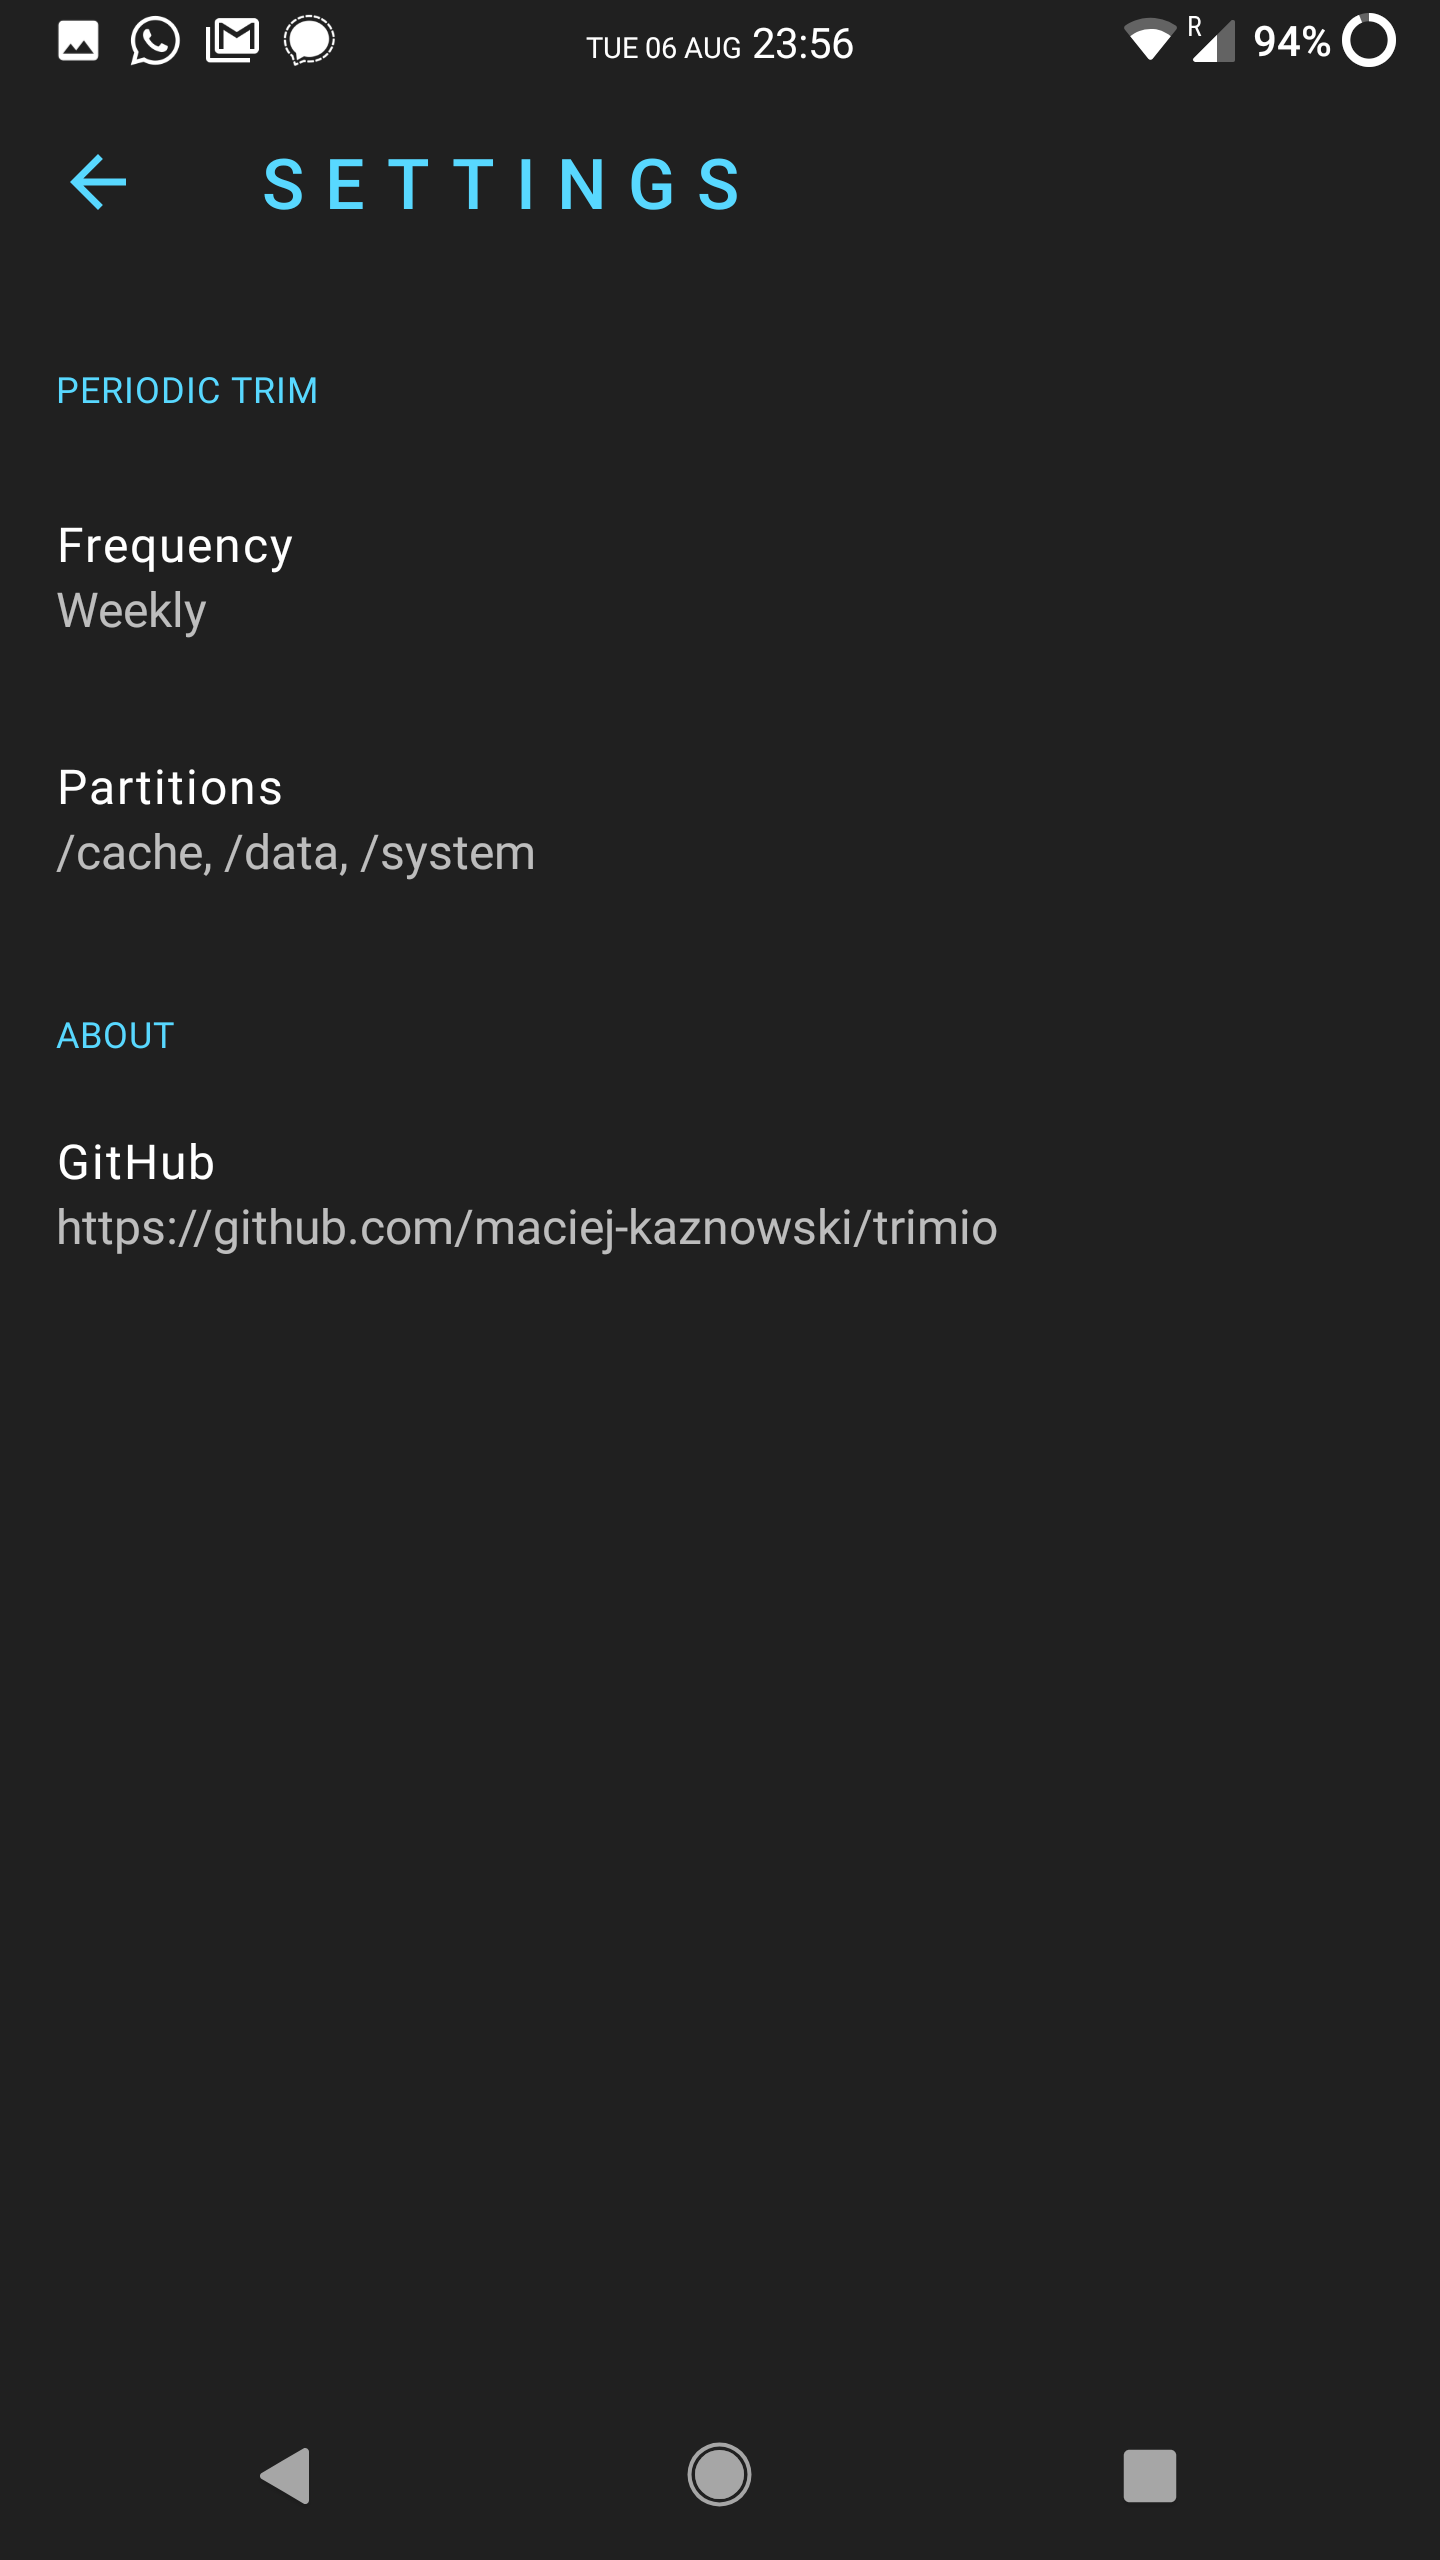 TUE 06 AUG 23:56 R 94%
SETTINGS
PERIODIC TRIM
Frequency
Weekly
Partitions
/cache, /data, /system
ABOUT
GitHub
https://github.com/maciej-kaznowski/trimio